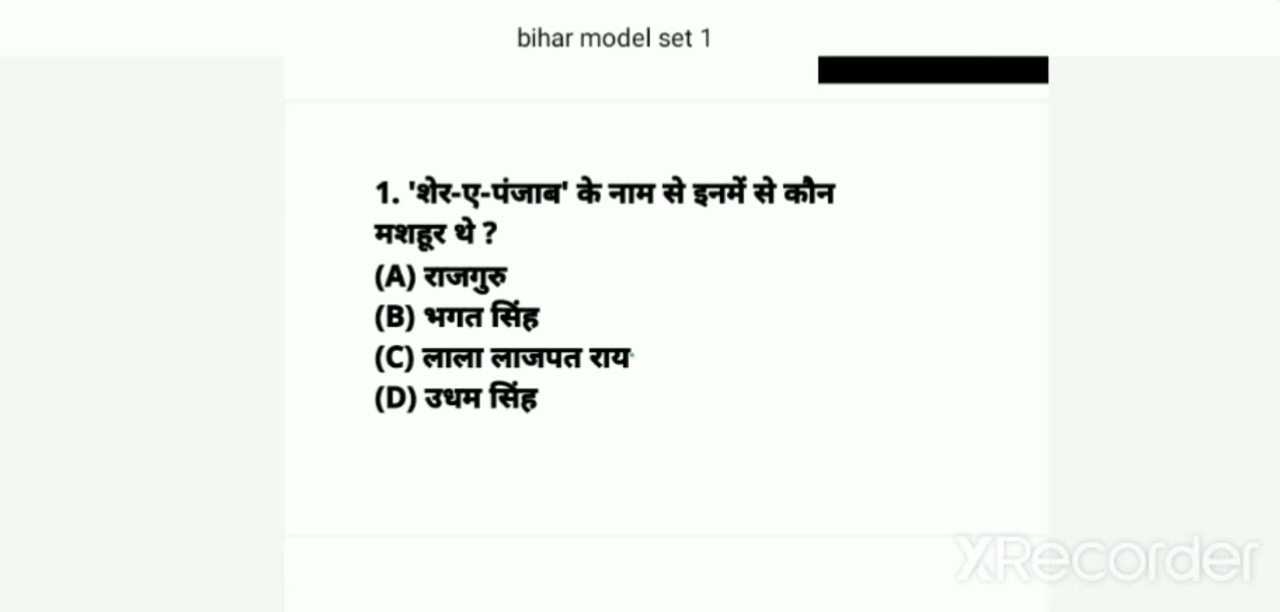 bihar model set 1
1. 'शेर-ए-पंजाब' के नाम से इनमें से कौन
मशहूर थे ?
(A) राजगुरु
(B) भगत सिंह
(C) लाला लाजपत राय
(D) उधम सिंह
XRecorder